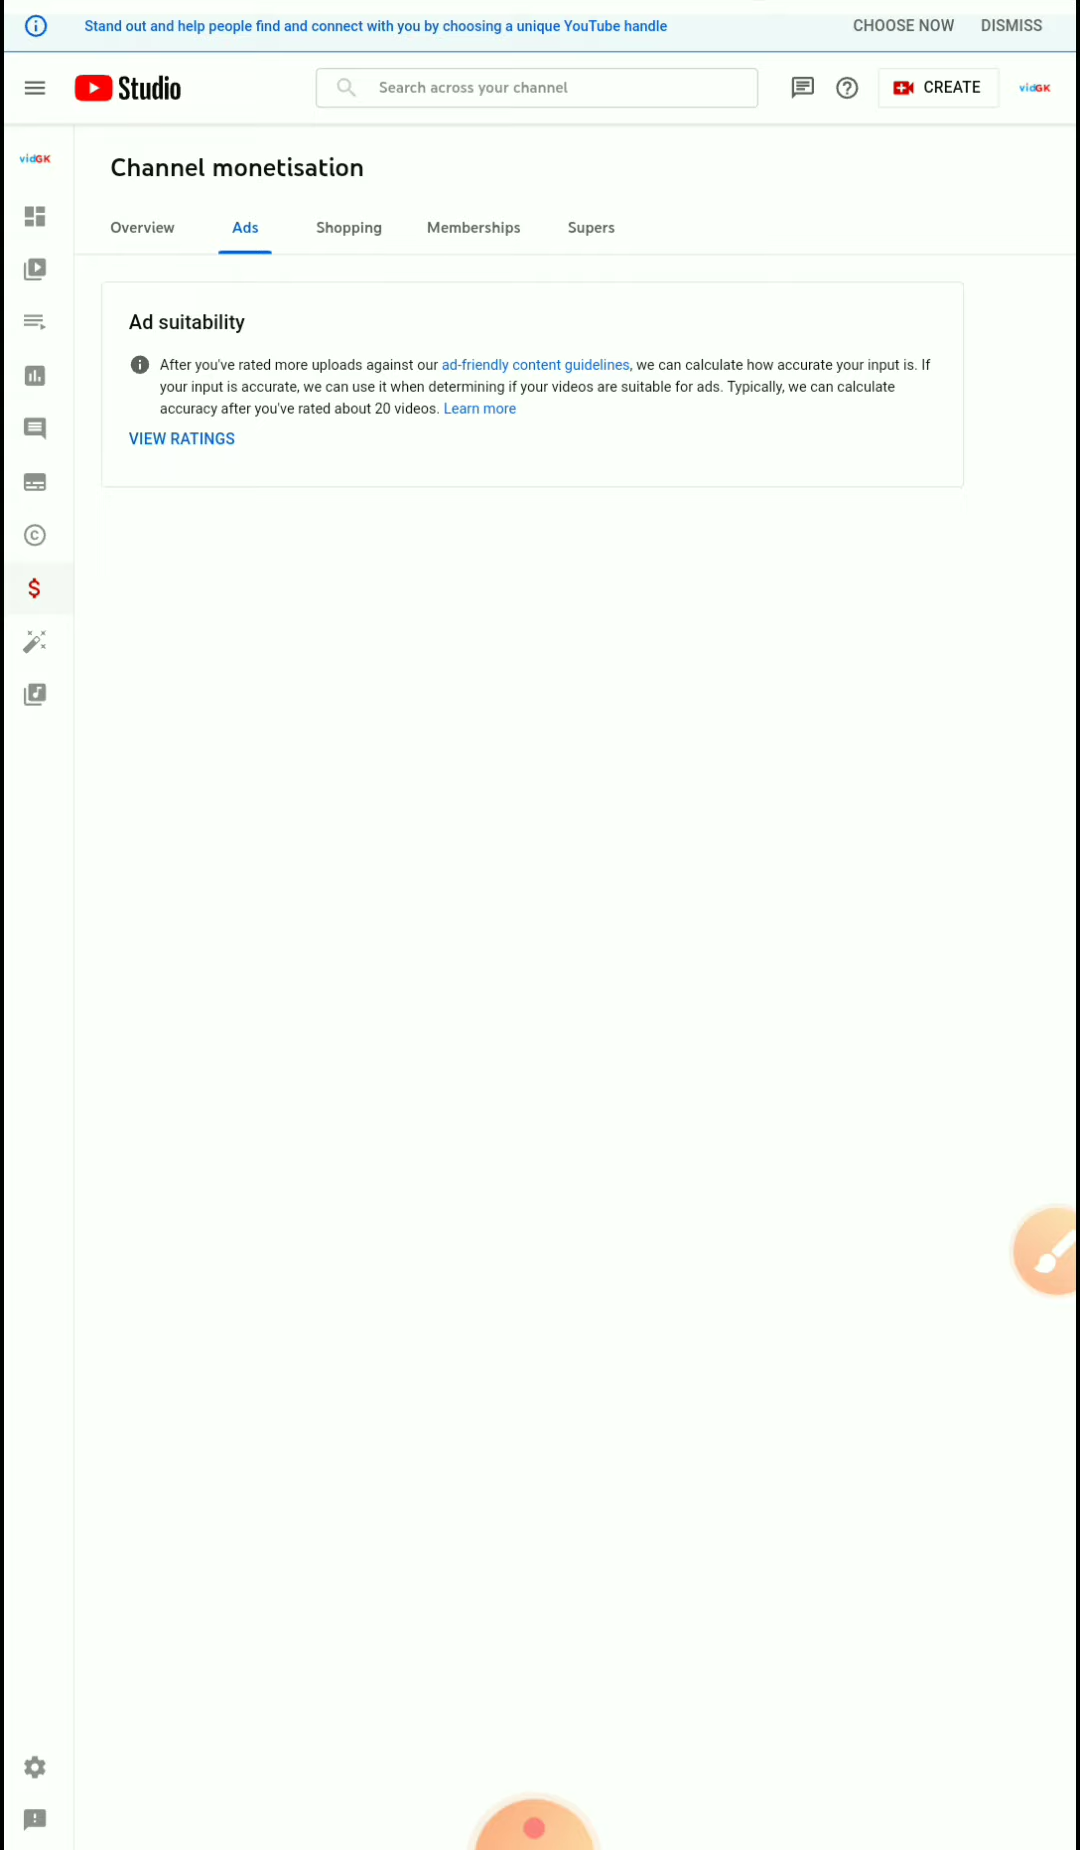 Stand out and help people find and connect with you by choosing a unique YouTube handle CHOOSE NOW DISMISS
Studio Search across your channel CREATE vidGK
vidGK
Channel monetisation
Overview Ads Shopping Memberships Supers
Ad suitability
After you've rated more uploads against our ad-friendly content guidelines, we can calculate how accurate your input is. If
your input is accurate, we can use it when determining if your videos are suitable for ads. Typically, we can calculate
accuracy after you've rated about 20 videos. Learn more
VIEW RATINGS